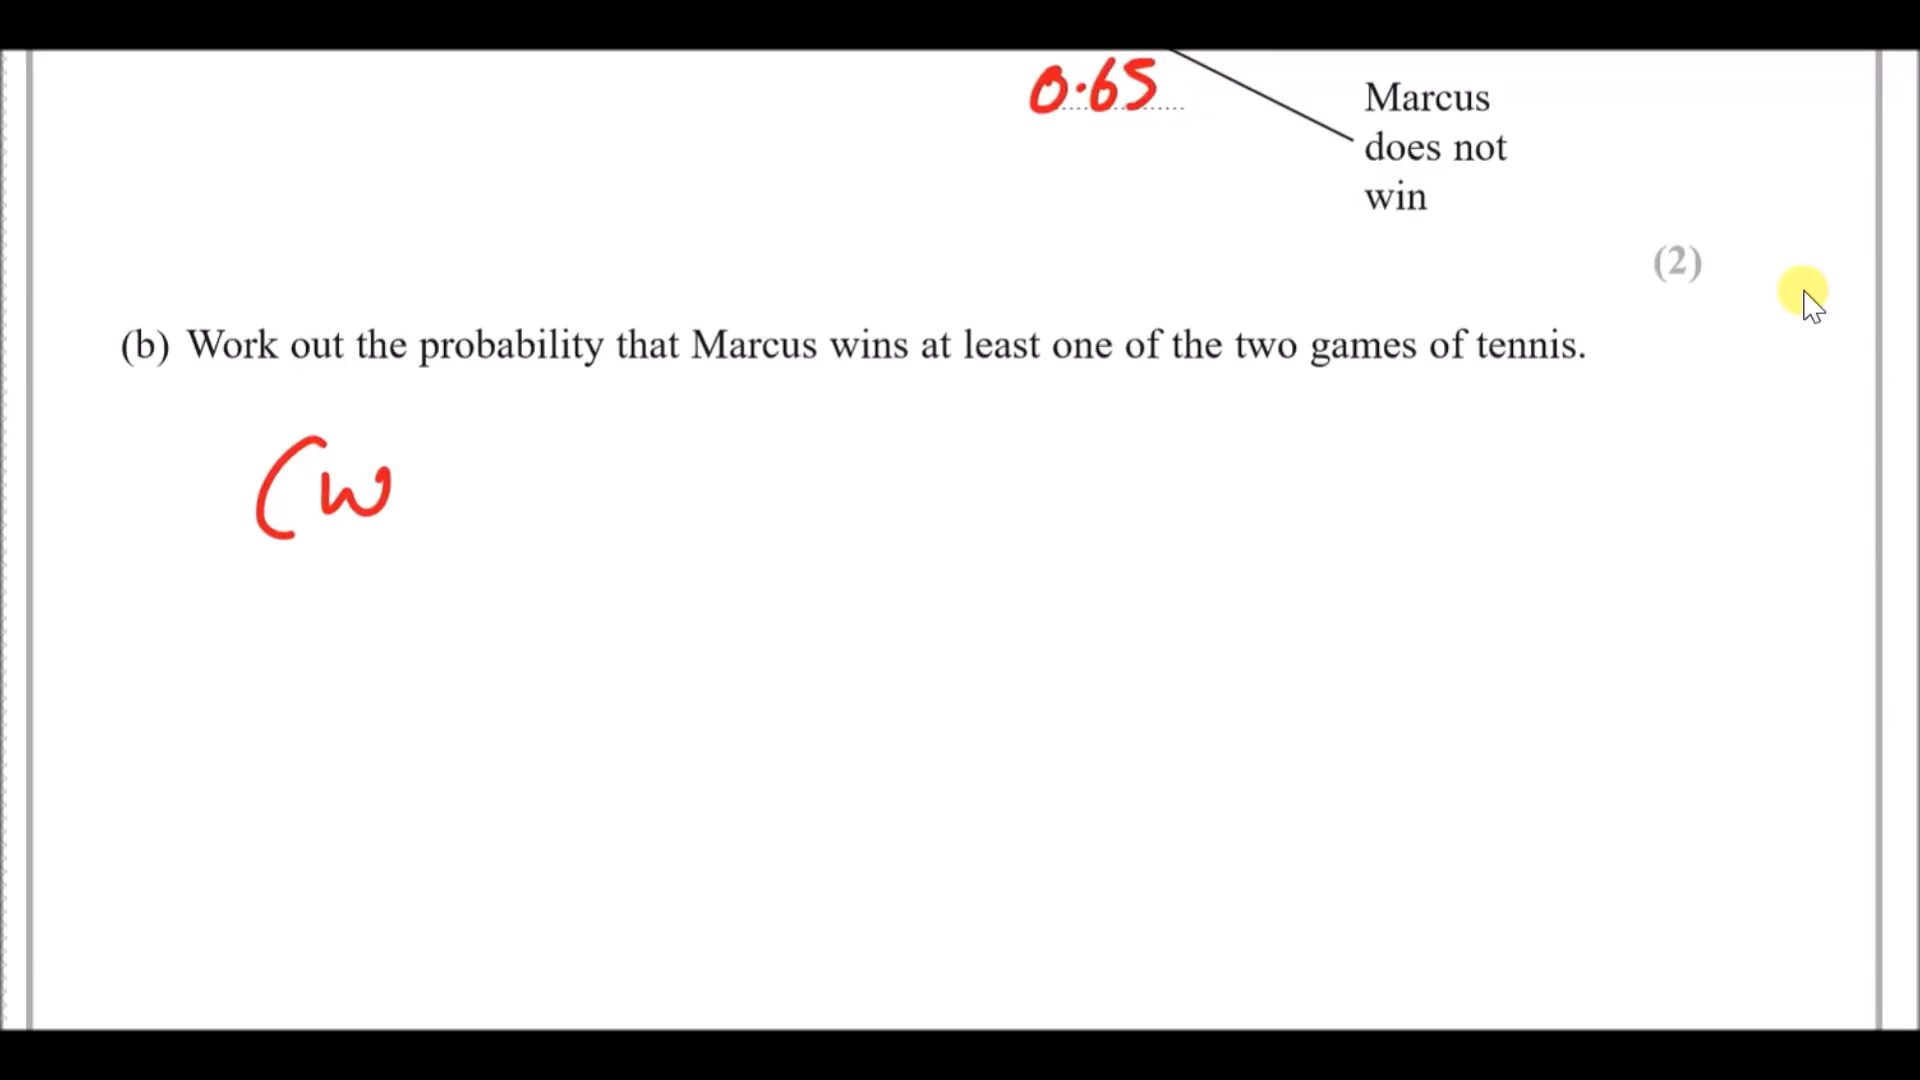 0.65
Marcus
does not
win
(2)
(b) Work out the probability that Marcus wins at least one of the two games of tennis.
(w